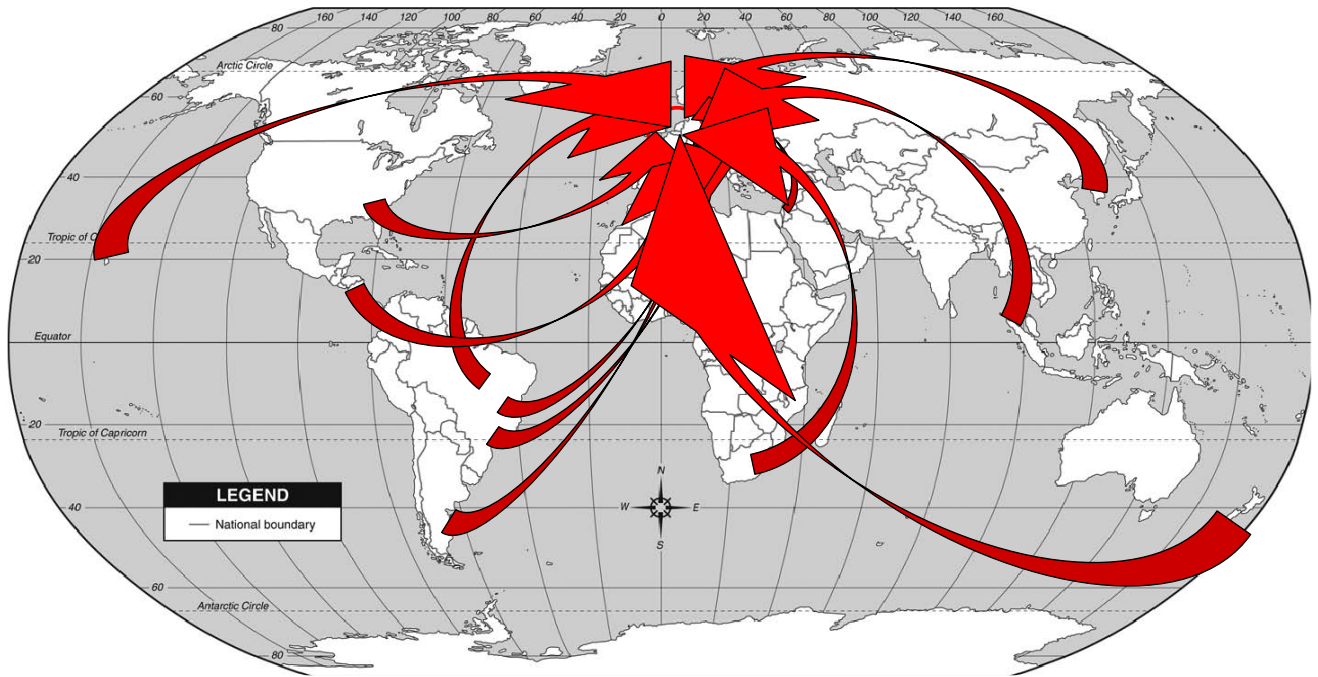 160 140 120 100 80 60 40 20 0 20 40 60 80 100 120 140 160
80
Arctic Circle
60
40
Tropic of C
20
Equator
20
Tropic of Capricorn
N
W E
S
LEGEND
National boundary
40
60
Antarctic Circle
80